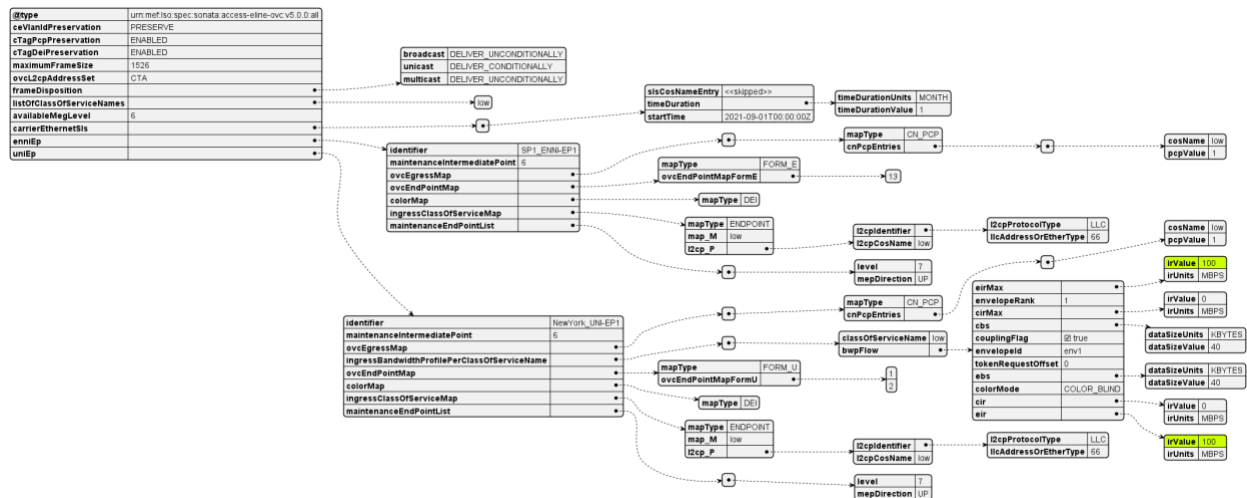 @type urn:mef:lso:spec:sonata:access-eline-ovc:v5.0.0:all
ceVlanIdPreservation PRESERVE
cTagPcpPreservation ENABLED
cTagDeiPreservation ENABLED
maximumFrameSize 1526
ovcL2cpAddressSet CTA
frameDisposition
listOfClassOfServiceNames
availableMegLevel 6
carrierEthernetSls
enniEp
uniEp
broadcast DELIVER_UNCONDITIONALLY
unicast DELIVER_CONDITIONALLY
multicast DELIVER_UNCONDITIONALLY
low
slsCosNameEntry <<skipped>>
timeDuration
startTime 2021-09-01T00:00:00Z
timeDurationUnits MONTH
timeDurationValue 1
identifier SP1_ENNI-EP1
maintenanceIntermediatePoint 6
ovcEgressMap
ovcEndPointMap
colorMap
ingressClassOfServiceMap
maintenanceEndPointList
mapType CN_PCP
cnPcpEntries
cosName low
pcpValue 1
mapType FORM_E
ovcEndPointMapFormE
13
mapType DEI
mapType ENDPOINT
map_M low
l2cp_P
l2cpIdentifier
l2cpCosName low
l2cpProtocolType LLC
llcAddressOrEtherType 66
level 7
mepDirection UP
identifier NewYork_UNI-EP1
maintenanceIntermediatePoint 6
ovcEgressMap
ingressBandwidthProfilePerClassOfServiceName
ovcEndPointMap
colorMap
ingressClassOfServiceMap
maintenanceEndPointList
mapType CN_PCP
cnPcpEntries
cosName low
pcpValue 1
classOfServiceName low
bwpFlow
eirMax
envelopeRank 1
cirMax
cbs
couplingFlag ☑ true
envelopeId env1
tokenRequestOffset 0
ebs
colorMode COLOR_BLIND
cir
eir
irValue 100
irUnits MBPS
irValue 0
irUnits MBPS
dataSizeUnits KBYTES
dataSizeValue 40
dataSizeUnits KBYTES
dataSizeValue 40
irValue 0
irUnits MBPS
irValue 100
irUnits MBPS
mapType FORM_U
ovcEndPointMapFormU
1
2
mapType DEI
mapType ENDPOINT
map_M low
l2cp_P
l2cpIdentifier
l2cpCosName low
l2cpProtocolType LLC
llcAddressOrEtherType 66
level 7
mepDirection UP